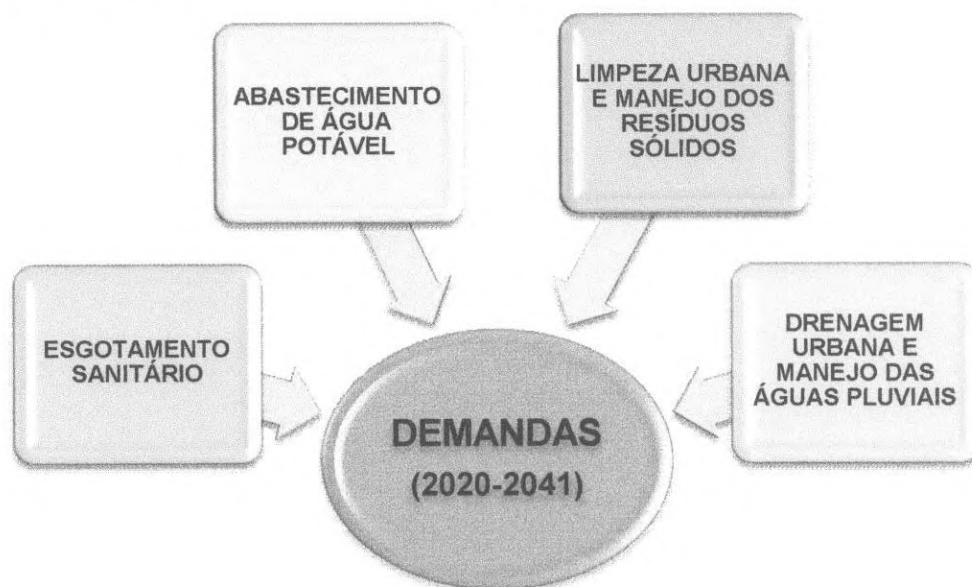 ABASTECIMENTO
DE ÁGUA
POTÁVEL
LIMPEZA URBANA
E MANEJO DOS
RESÍDUOS
SÓLIDOS
ESGOTAMENTO
SANITÁRIO
DRENAGEM
URBANA E
MANEJO DAS
ÁGUAS PLUVIAIS
DEMANDAS
(2020-2041)